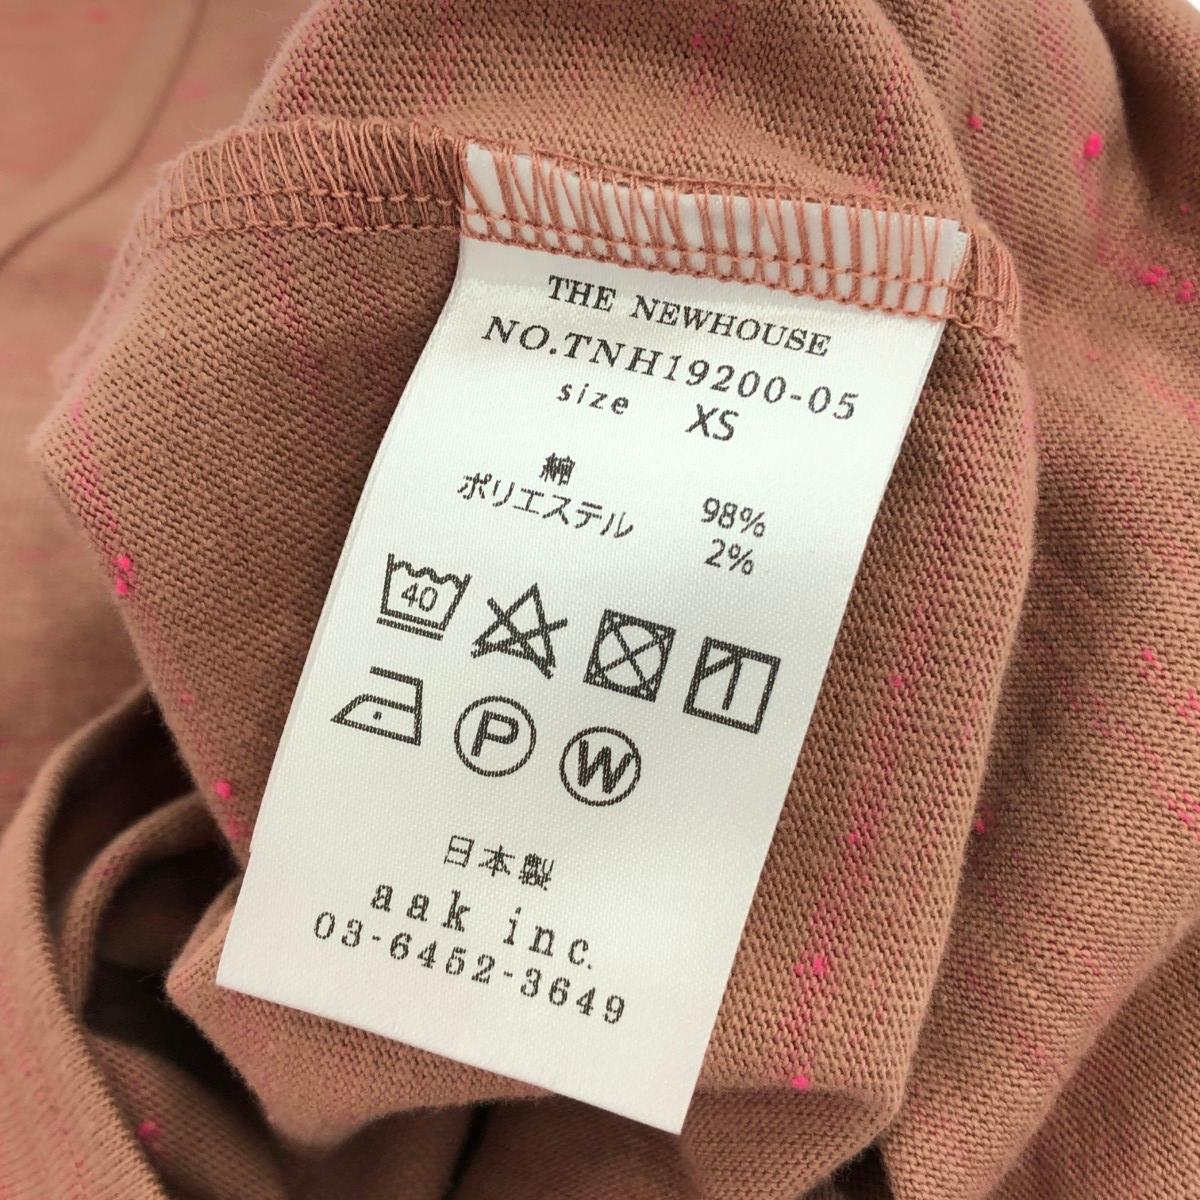 THE NEWHOUSE
NO.TNH19200-05
size XS
綿 98%
ポリエステル 2%
40
P W
日本製
aak inc.
03-6452-3649